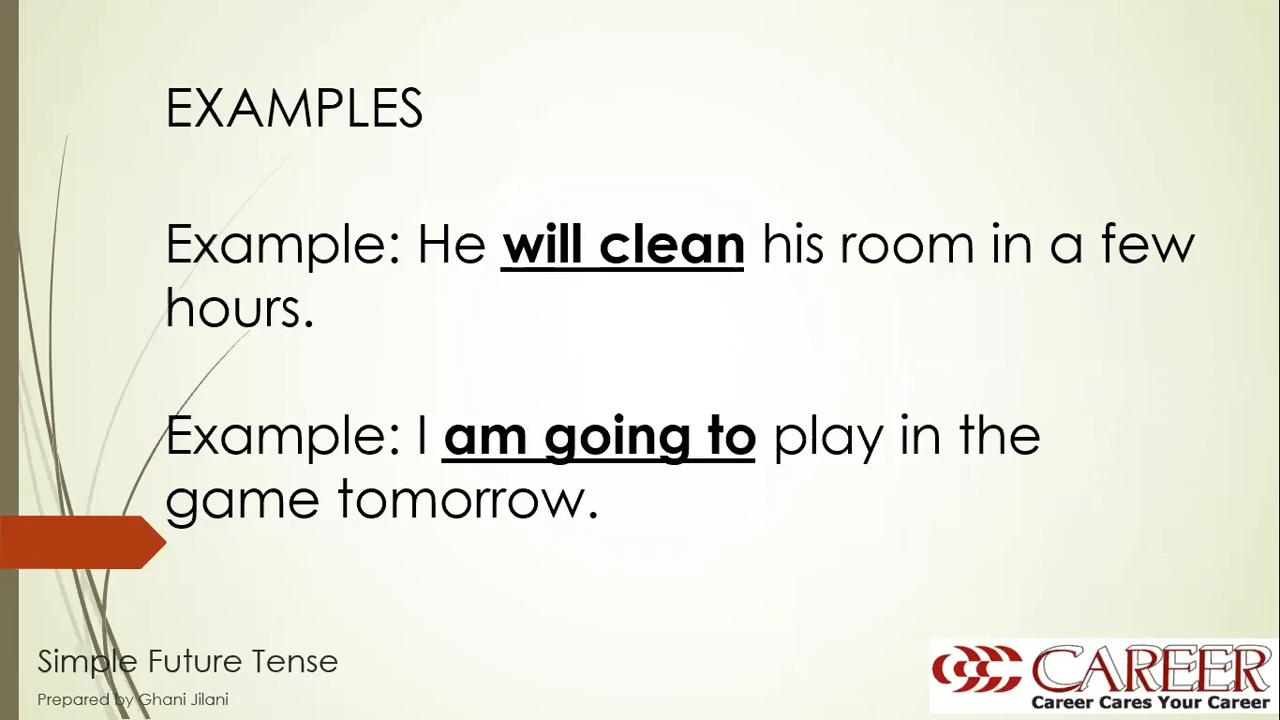 EXAMPLES
Example: He will clean his room in a few
hours.
Example: I am going to play in the
game tomorrow.
Simple Future Tense
Prepared by Ghani Jilani
CAREER
Career Cares Your Career